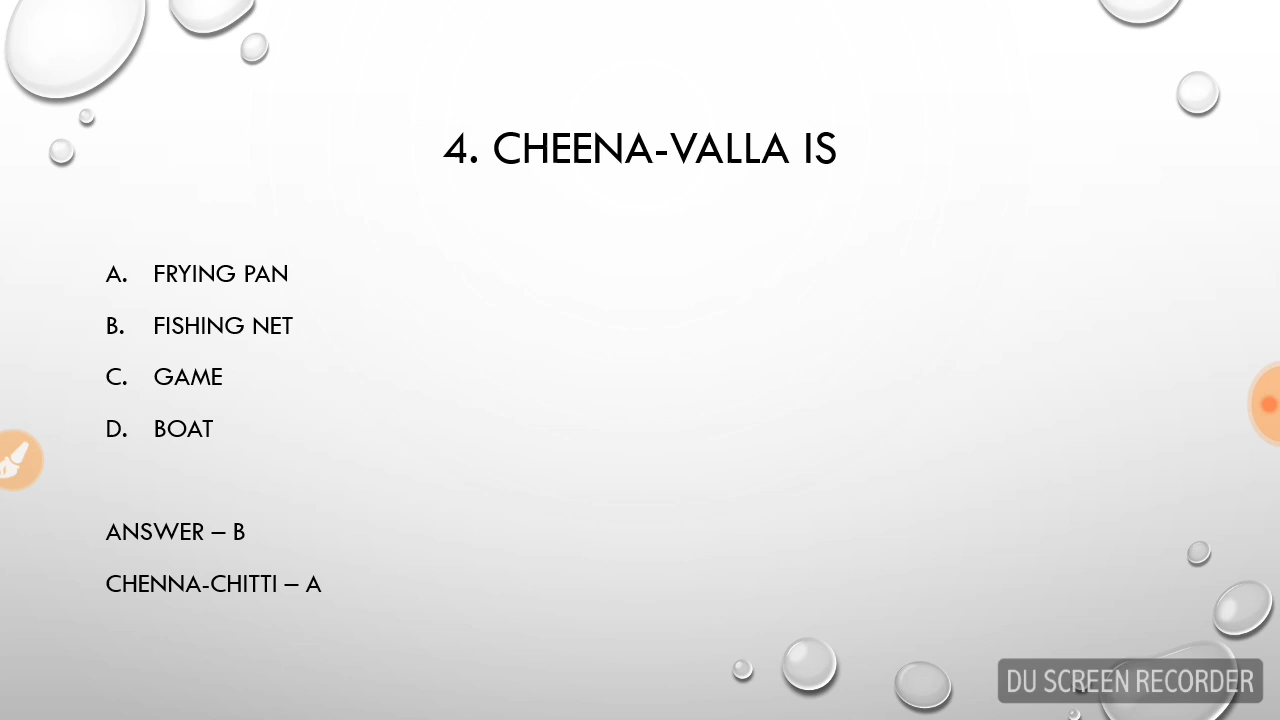 4. CHEENA-VALLA IS
A. FRYING PAN
B. FISHING NET
C. GAME
D. BOAT
ANSWER – B
CHENNA-CHITTI – A
DU SCREEN RECORDER